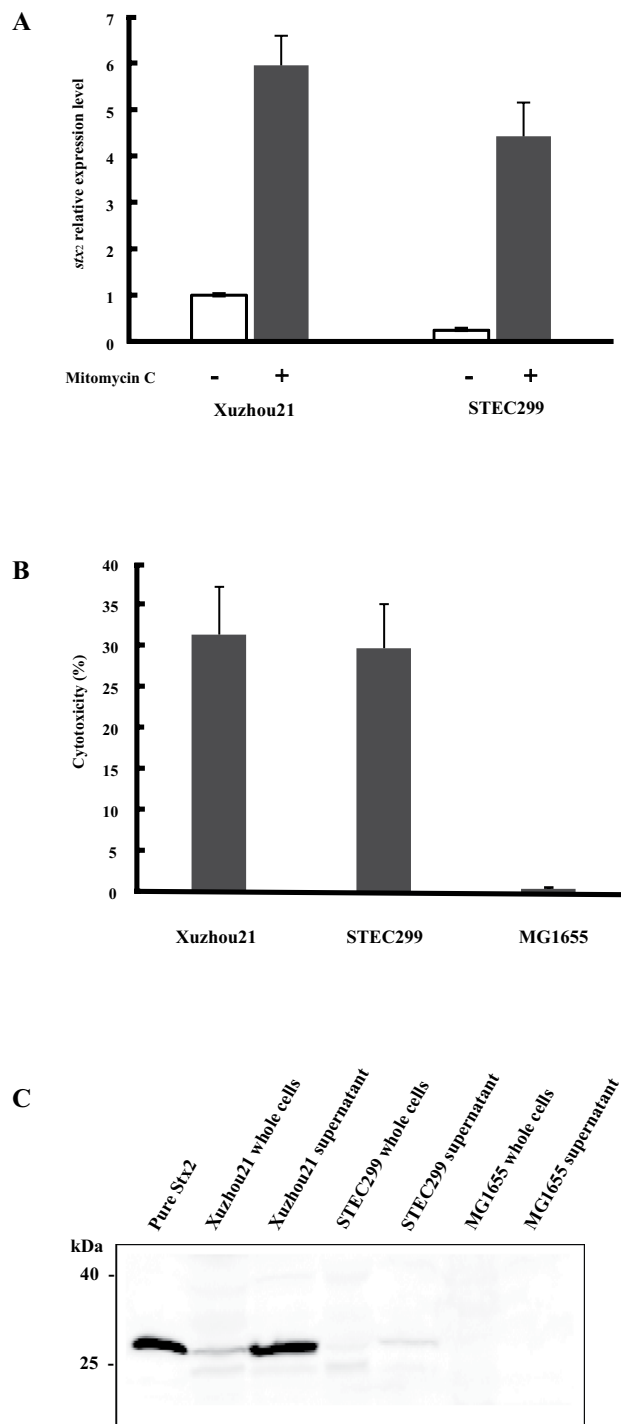 A
stx2 relative expression level
7
6
5
4
3
2
1
0
Mitomycin C - + - +
Xuzhou21 STEC299
B
Cytotoxicity (%)
40
35
30
25
20
15
10
5
0
Xuzhou21 STEC299 MG1655
C
Pure Stx2
Xuzhou21 whole cells
Xuzhou21 supernatant
STEC299 whole cells
STEC299 supernatant
MG1655 whole cells
MG1655 supernatant
kDa
40 -
25 -